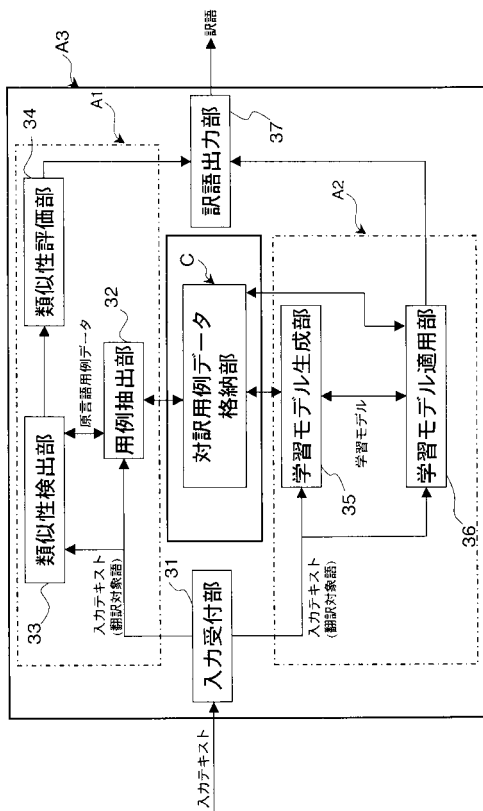 入力テキスト
入力受付部
31
入力テキスト
(翻訳対象語)
類似性検出部
33
原言語用例データ
用例抽出部
32
類似性評価部
34
A1
A3
対訳用例データ
格納部
C
訳語出力部
37
訳語
入力テキスト
(翻訳対象語)
学習モデル生成部
35
学習モデル
学習モデル適用部
36
A2